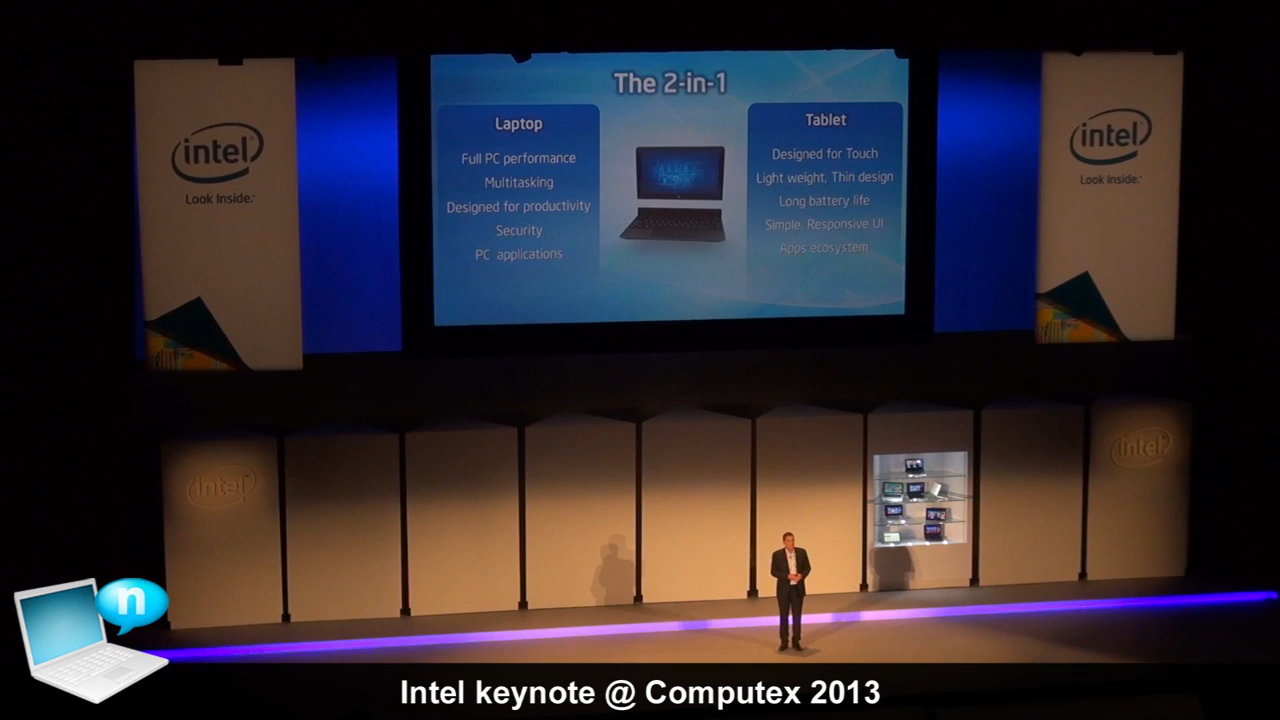 The 2-in-1
Laptop
Full PC performance
Multitasking
Designed for productivity
Security
PC applications
Tablet
Designed for Touch
Light weight, Thin design
Long battery life
Simple, Responsive UI
Apps ecosystem
intel
Look Inside.™
intel
Look Inside.™
intel
intel
n
Intel keynote @ Computex 2013